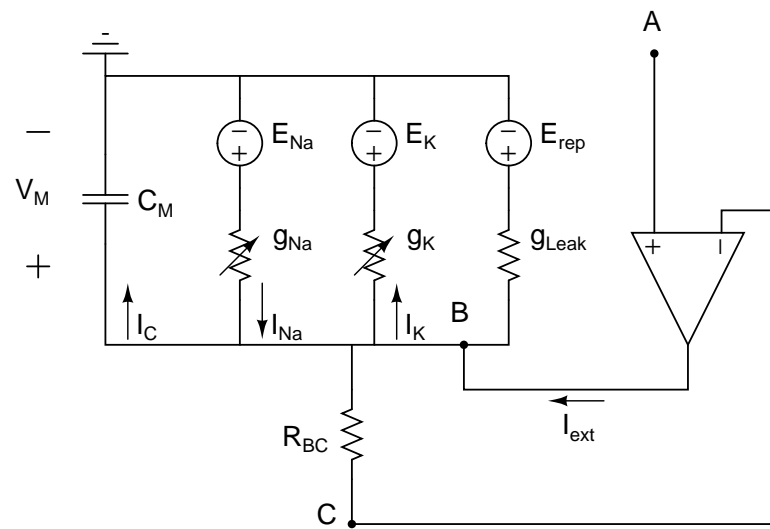 A
−
E_Na
−
E_K
−
E_rep
+
+
+
−
V_M
C_M
+
g_Na
g_K
g_Leak
+
−
I_C
I_Na
I_K
B
I_ext
R_BC
C